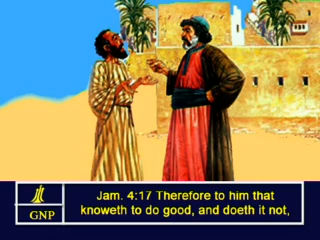 Jam. 4:17 Therefore to him that
knoweth to do good, and doeth it not,
GNP